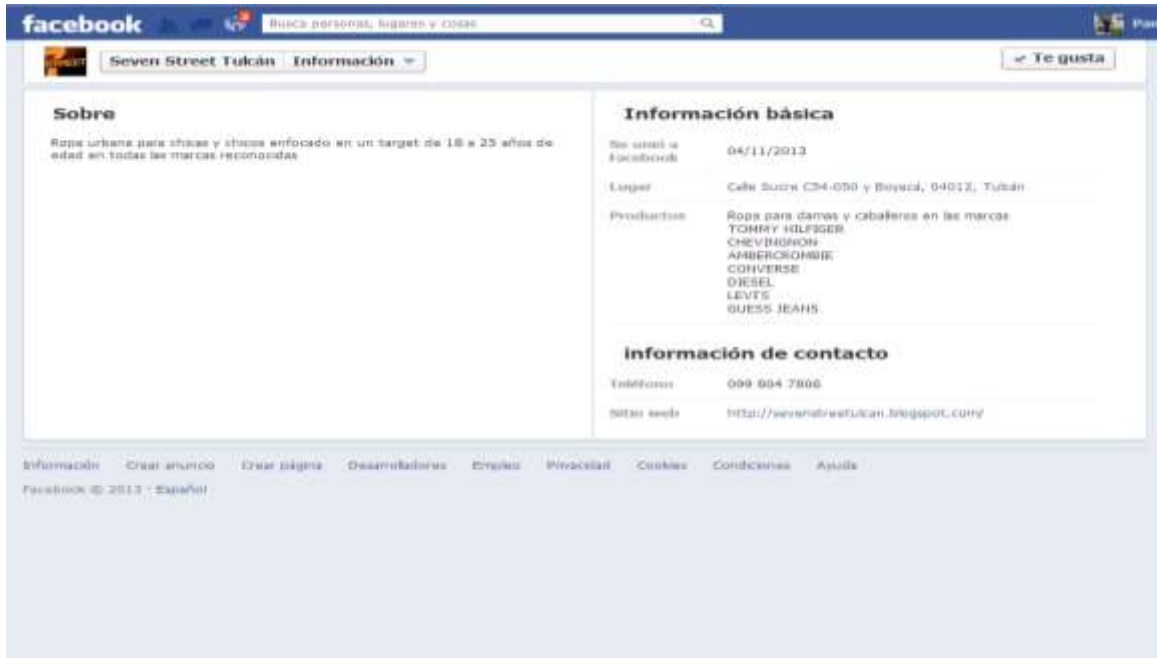 facebook
Busca personas, lugares y cosas
Seven Street Tulcán Información
Te gusta
Sobre
Ropa urbana para chicas y chicos enfocado en un target de 18 a 25 años de
edad en todas las marcas reconocidas
Información básica
Se unió a
Facebook
04/11/2013
Lugar
Calle Sucre C54-050 y Boyacá, 04012, Tulcán
Productos
Ropa para damas y caballeros en las marcas
TOMMY HILFIGER
CHEVINGNON
AMBERCROMBIE
CONVERSE
DIESEL
LEVI'S
GUESS JEANS
información de contacto
Teléfono
099 804 7806
Sitio web
http://sevenstreettulcan.blogspot.com/
Información Crear anuncio Crear página Desarrolladores Empleo Privacidad Cookies Condiciones Ayuda
Facebook © 2013 · Español